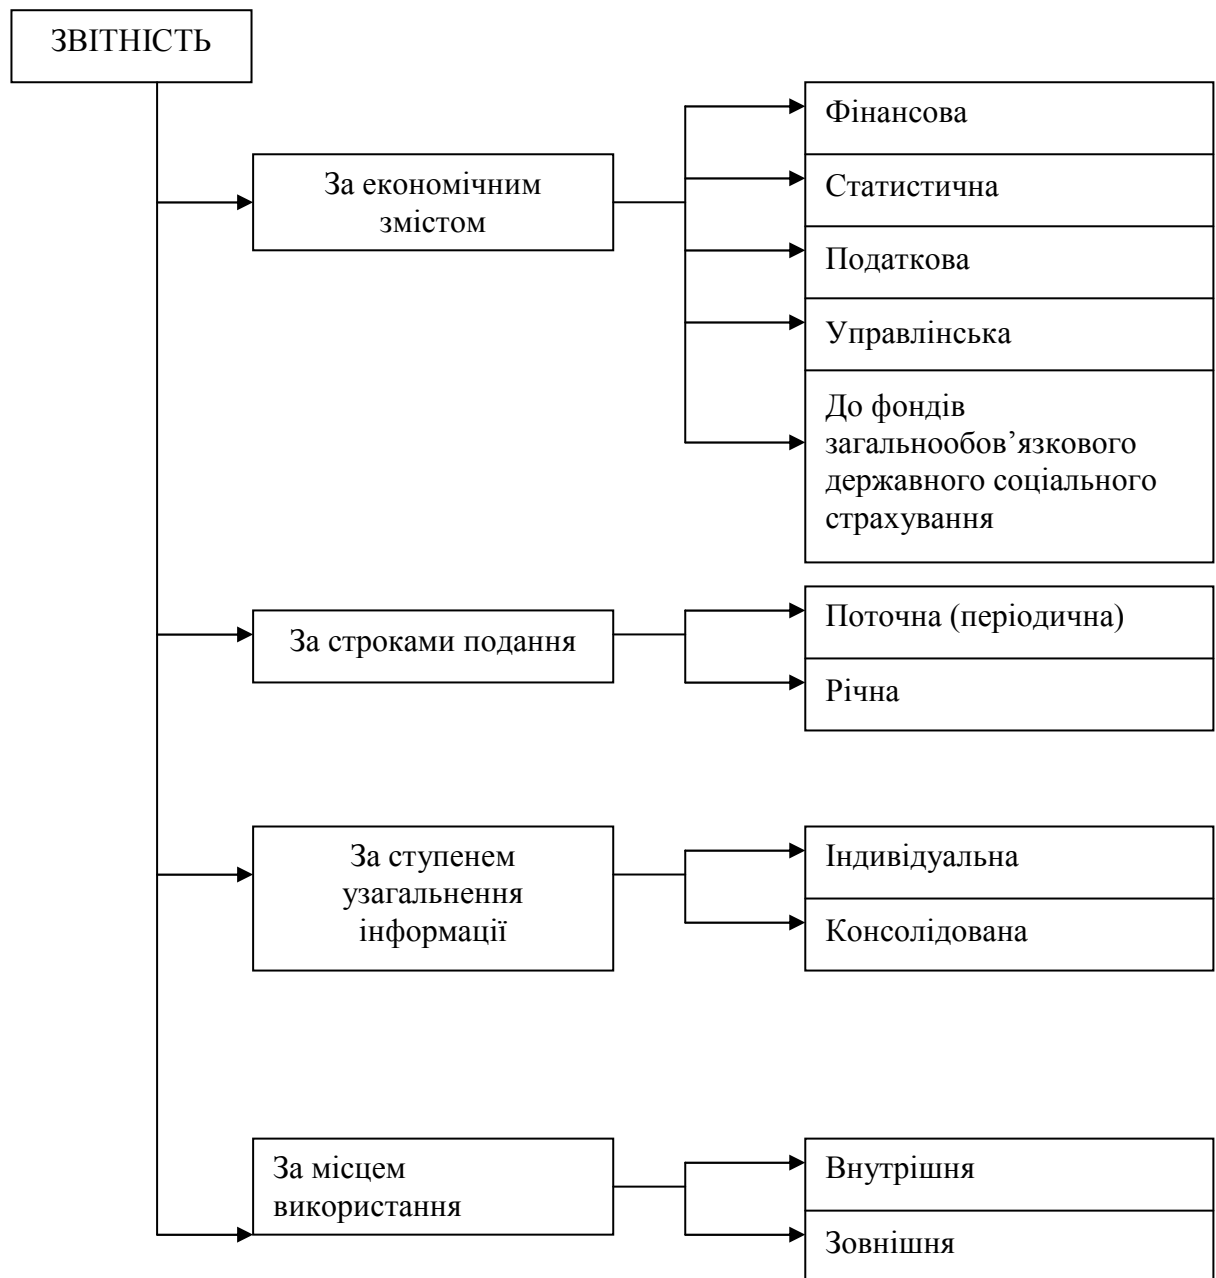 ЗВІТНІСТЬ
За економічним
змістом
Фінансова
Статистична
Податкова
Управлінська
До фондів
загальнообов’язкового
державного соціального
страхування
За строками подання
Поточна (періодична)
Річна
За ступенем
узагальнення
інформації
Індивідуальна
Консолідована
За місцем
використання
Внутрішня
Зовнішня